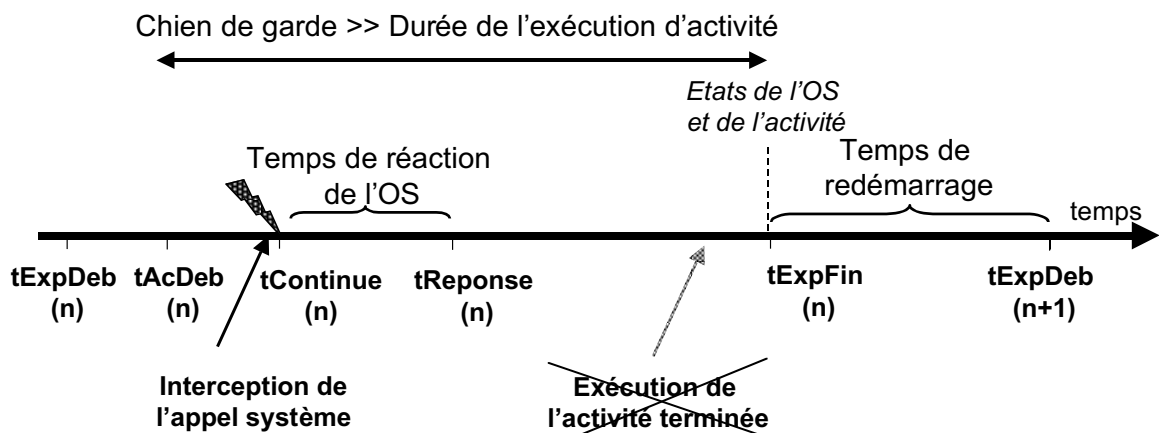 Chien de garde >> Durée de l'exécution d'activité
Etats de l'OS
et de l'activité
Temps de réaction
de l'OS
Temps de
redémarrage
temps
tExpDeb
(n)
tAcDeb
(n)
tContinue
(n)
tReponse
(n)
tExpFin
(n)
tExpDeb
(n+1)
Interception de
l'appel système
Exécution de
l'activité terminée